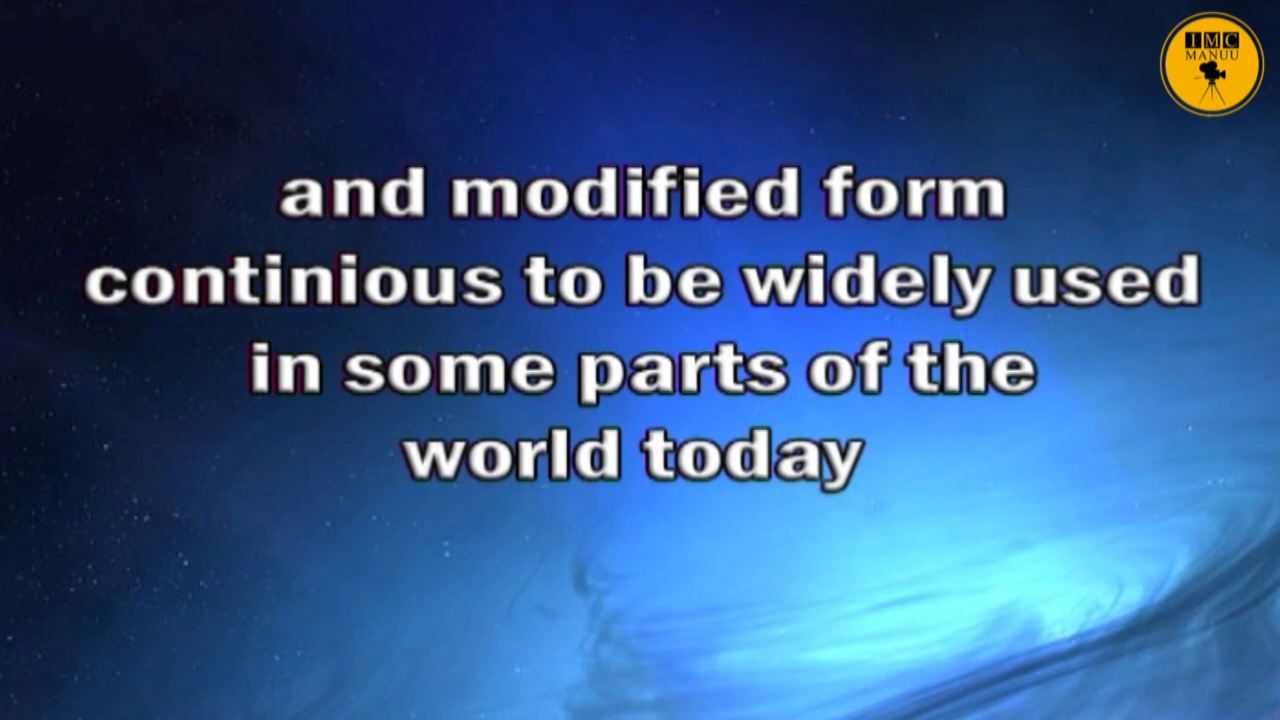 IMC
MANUU
and modified form
continious to be widely used
in some parts of the
world today